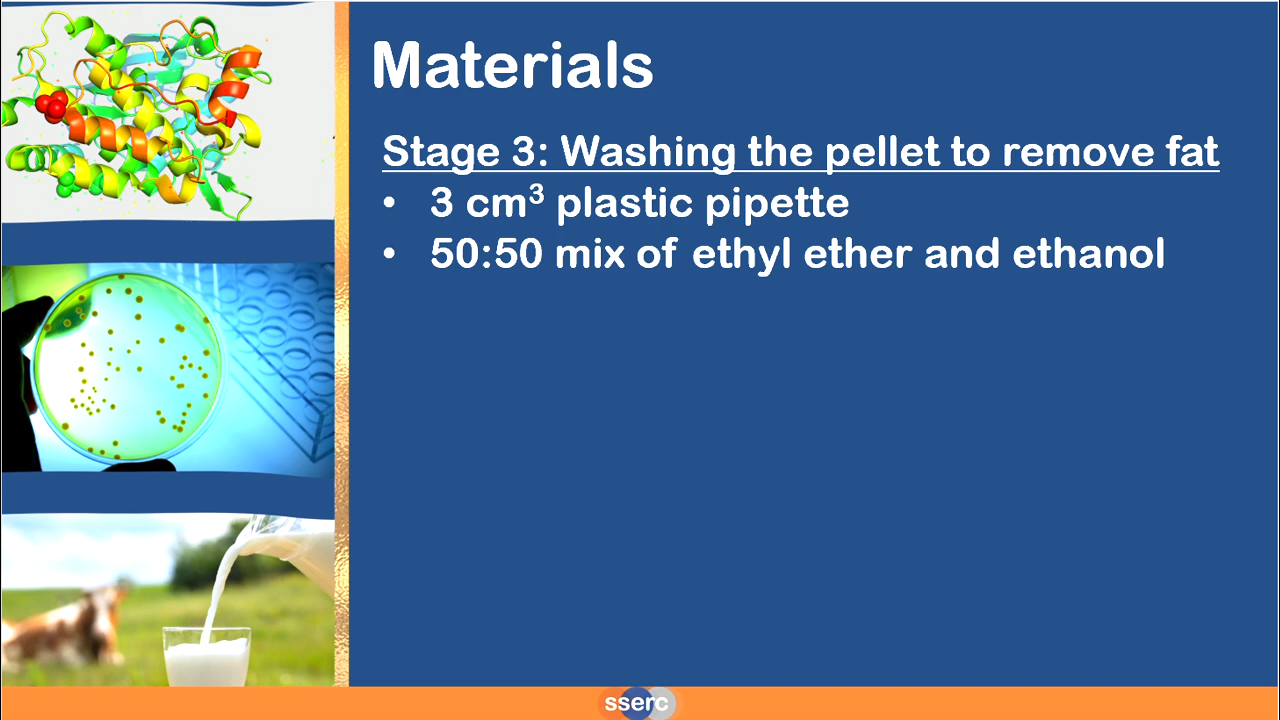 Materials
Stage 3: Washing the pellet to remove fat
• 3 cm³ plastic pipette
• 50:50 mix of ethyl ether and ethanol
sserc